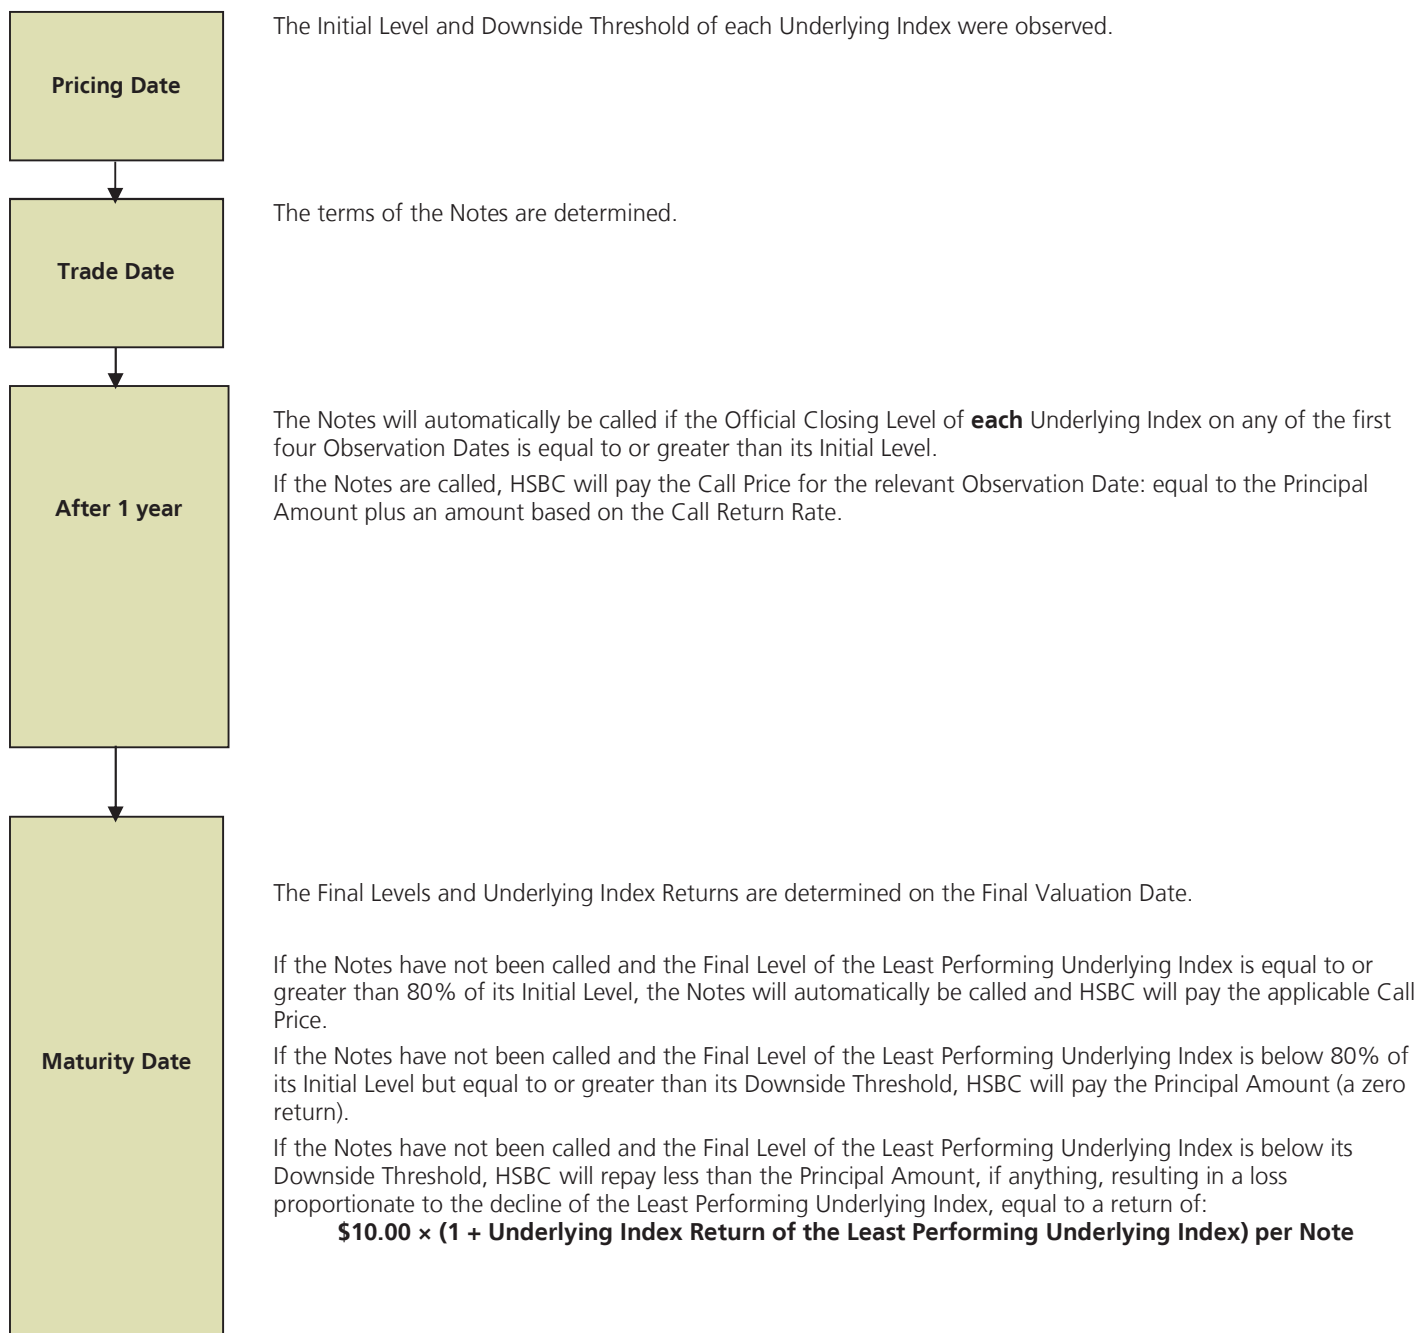 The Initial Level and Downside Threshold of each Underlying Index were observed.
Pricing Date
The terms of the Notes are determined.
Trade Date
The Notes will automatically be called if the Official Closing Level of each Underlying Index on any of the first
four Observation Dates is equal to or greater than its Initial Level.
If the Notes are called, HSBC will pay the Call Price for the relevant Observation Date: equal to the Principal
Amount plus an amount based on the Call Return Rate.
After 1 year
The Final Levels and Underlying Index Returns are determined on the Final Valuation Date.
If the Notes have not been called and the Final Level of the Least Performing Underlying Index is equal to or
greater than 80% of its Initial Level, the Notes will automatically be called and HSBC will pay the applicable Call
Price.
Maturity Date
If the Notes have not been called and the Final Level of the Least Performing Underlying Index is below 80% of
its Initial Level but equal to or greater than its Downside Threshold, HSBC will pay the Principal Amount (a zero
return).
If the Notes have not been called and the Final Level of the Least Performing Underlying Index is below its
Downside Threshold, HSBC will repay less than the Principal Amount, if anything, resulting in a loss
proportionate to the decline of the Least Performing Underlying Index, equal to a return of:
$10.00 × (1 + Underlying Index Return of the Least Performing Underlying Index) per Note